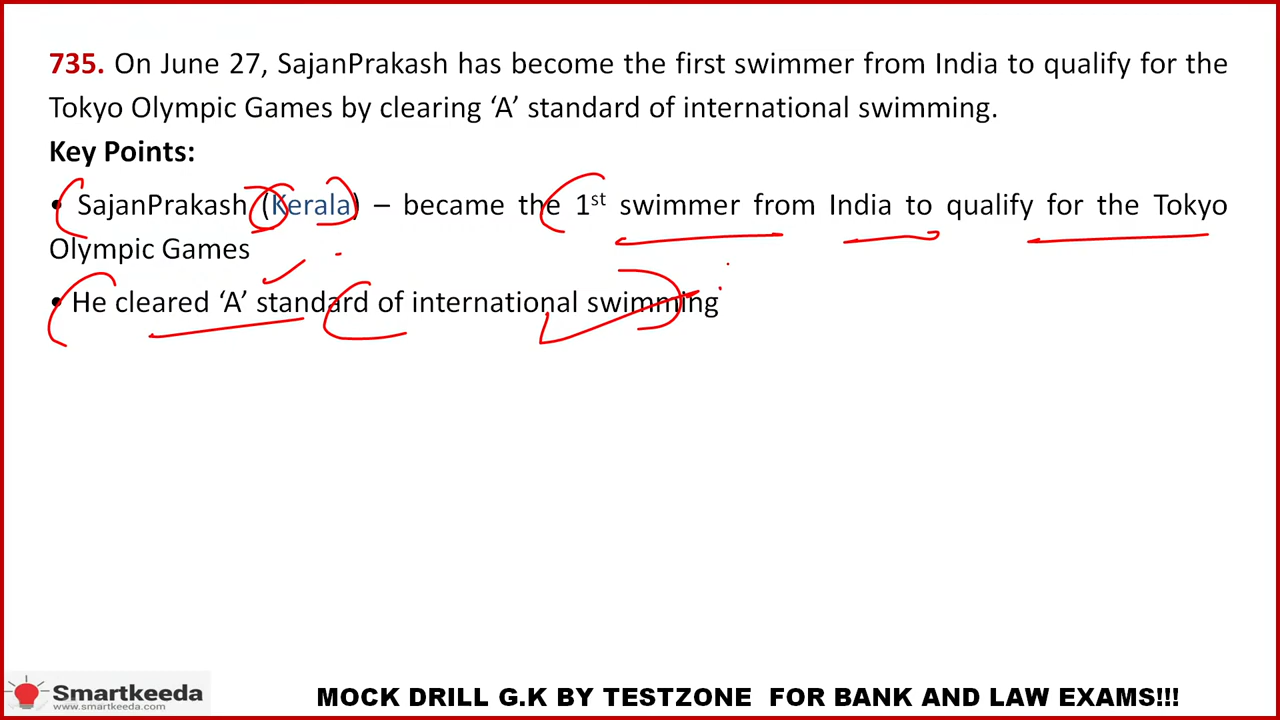 735. On June 27, SajanPrakash has become the first swimmer from India to qualify for the
Tokyo Olympic Games by clearing ‘A’ standard of international swimming.
Key Points:
• SajanPrakash (Kerala) – became the 1st swimmer from India to qualify for the Tokyo
Olympic Games
• He cleared ‘A’ standard of international swimming
Smartkeeda
www.smartkeeda.com
MOCK DRILL G.K BY TESTZONE FOR BANK AND LAW EXAMS!!!